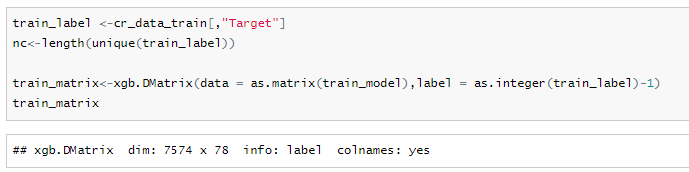 train_label <-cr_data_train[,"Target"]
nc<-length(unique(train_label))
train_matrix<-xgb.DMatrix(data = as.matrix(train_model),label = as.integer(train_label)-1)
train_matrix
## xgb.DMatrix  dim: 7574 x 78  info: label  colnames: yes